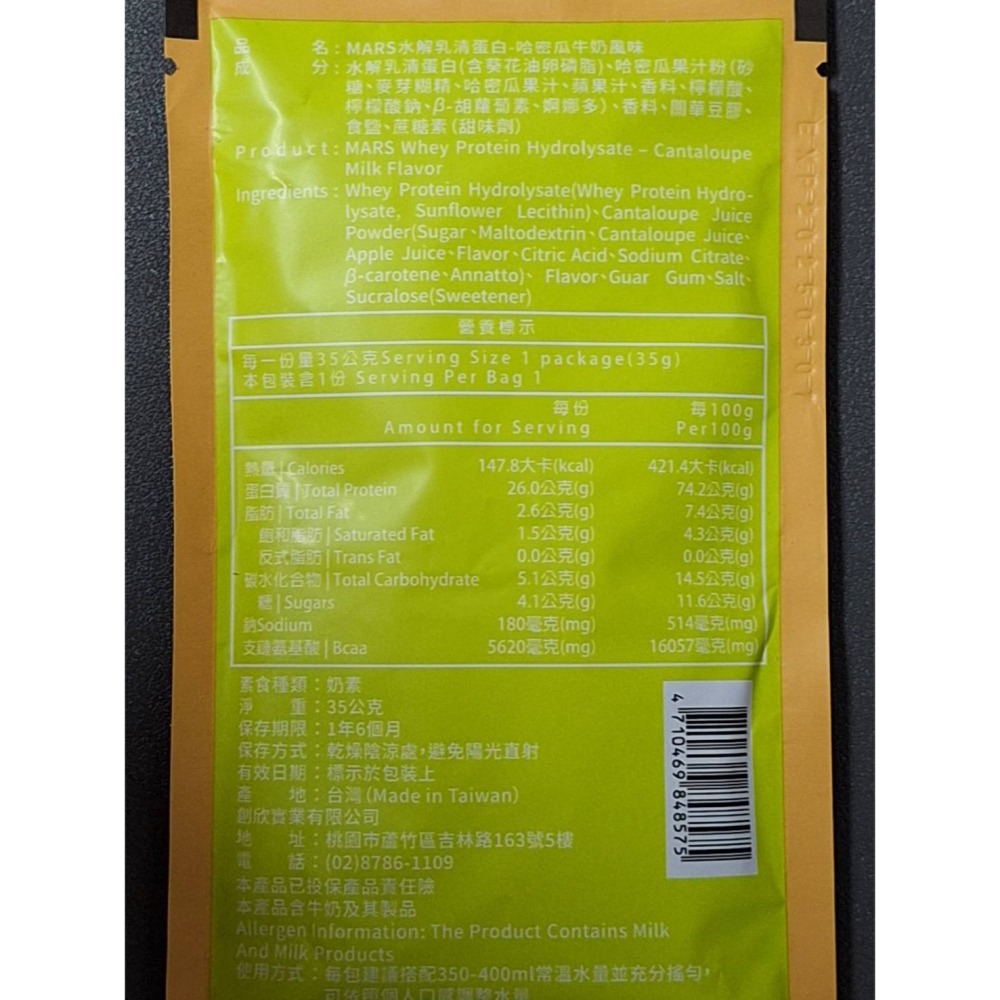 品 名：MARS水解乳清蛋白-哈密瓜牛奶風味
成 分：水解乳清蛋白(含葵花油卵磷脂)、哈密瓜果汁粉(砂
糖、麥芽糊精、哈密瓜果汁、蘋果汁、香料、檸檬酸、
檸檬酸鈉、β-胡蘿蔔素、婀娜多)、香料、關華豆膠、
食鹽、蔗糖素(甜味劑)
Product: MARS Whey Protein Hydrolysate – Cantaloupe
Milk Flavor
Ingredients: Whey Protein Hydrolysate(Whey Protein Hydro-
lysate, Sunflower Lecithin)、Cantaloupe Juice
Powder(Sugar、Maltodextrin、Cantaloupe Juice、
Apple Juice、Flavor、Citric Acid、Sodium Citrate、
β-carotene、Annatto)、Flavor、Guar Gum、Salt、
Sucralose(Sweetener)
營養標示
每一份量35公克Serving Size 1 package(35g)
本包裝含1份 Serving Per Bag 1
每份 每100g
Amount for Serving Per100g
熱量|Calories 147.8大卡(kcal) 421.4大卡(kcal)
蛋白質|Total Protein 26.0公克(g) 74.2公克(g)
脂肪|Total Fat 2.6公克(g) 7.4公克(g)
飽和脂肪|Saturated Fat 1.5公克(g) 4.3公克(g)
反式脂肪|Trans Fat 0.0公克(g) 0.0公克(g)
碳水化合物|Total Carbohydrate 5.1公克(g) 14.5公克(g)
糖|Sugars 4.1公克(g) 11.6公克(g)
鈉Sodium 180毫克(mg) 514毫克(mg)
支鏈氨基酸|Bcaa 5620毫克(mg) 16057毫克(mg)
素食種類：奶素
淨 重：35公克
保存期限：1年6個月
保存方式：乾燥陰涼處，避免陽光直射
有效日期：標示於包裝上
產 地：台灣(Made in Taiwan)
創欣實業有限公司
地 址：桃園市蘆竹區吉林路163號5樓
電 話：(02)8786-1109
本產品已投保產品責任險
本產品含牛奶及其製品
Allergen Information: The Product Contains Milk
And Milk Products
使用方式：每包建議搭配350-400ml常溫水量並充分搖勻，
可依照個人口感調整水量
4 710469 848575
EXP 20250307